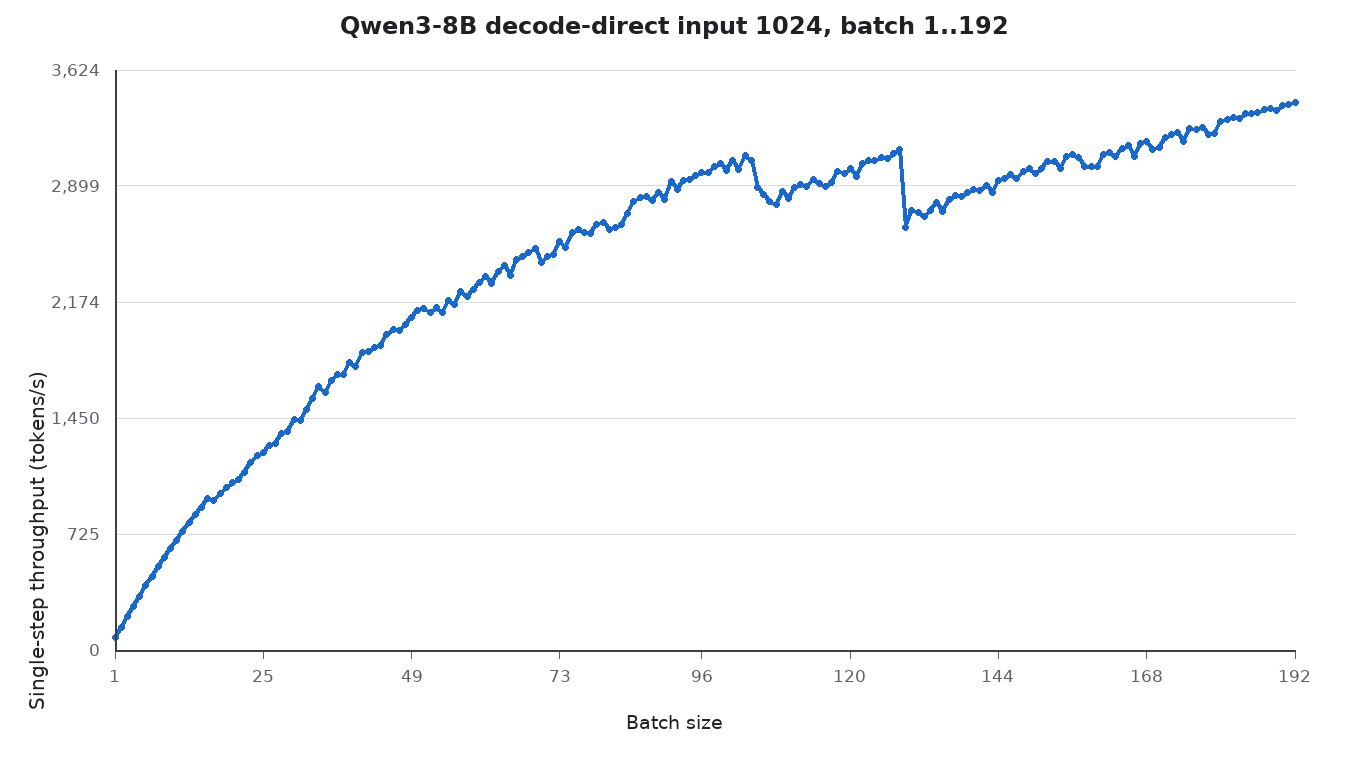 Qwen3-8B decode-direct input 1024, batch 1..192
3,624
2,899
2,174
1,450
725
0
Single-step throughput (tokens/s)
1 25 49 73 96 120 144 168 192
Batch size